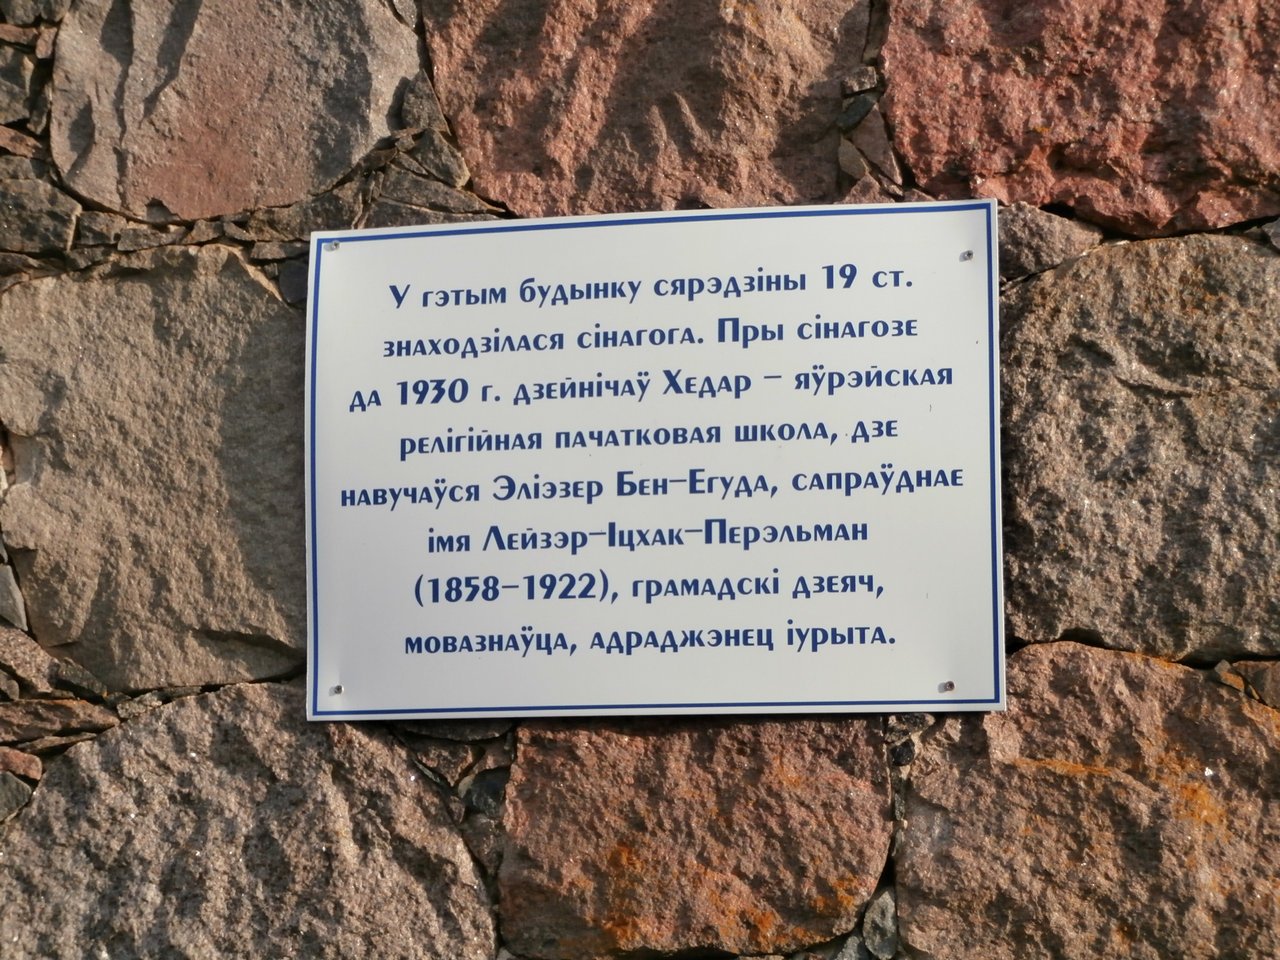 У гэтым будынку сярэдзіны 19 ст.
знаходзілася сінагога. Пры сінагозе
да 1930 г. дзейнічаў Хедар – яўрэйская
рэлігійная пачатковая школа, дзе
навучаўся Эліэзер Бен–Егуда, сапраўднае
імя Лейзэр–Іцхак–Перэльман
(1858–1922), грамадскі дзеяч,
мовазнаўца, адраджэнец іўрыта.